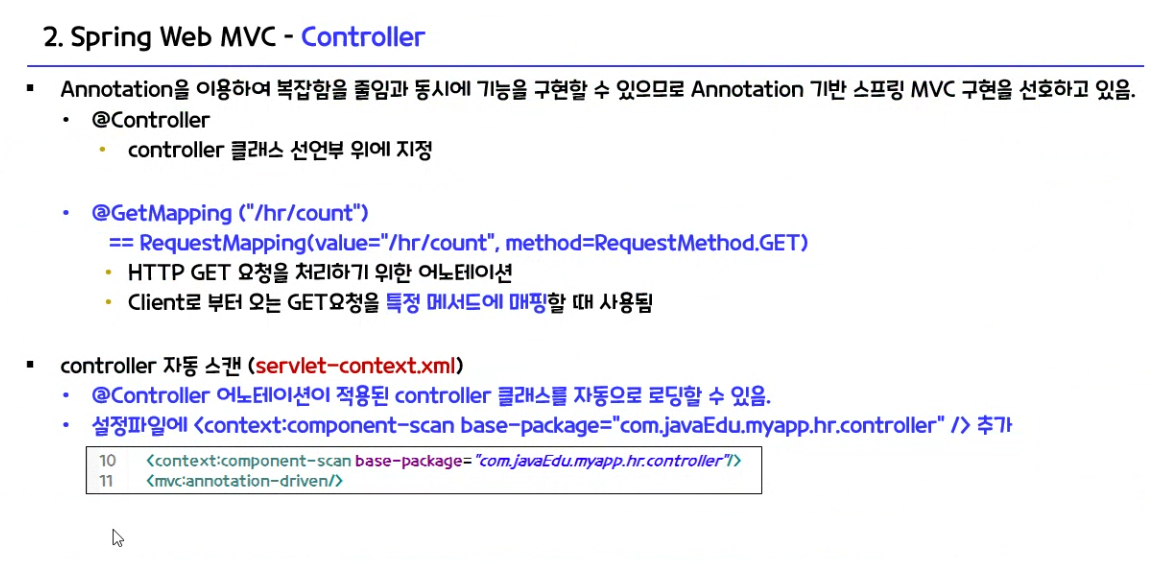 2. Spring Web MVC - Controller
▪ Annotation을 이용하여 복잡함을 줄임과 동시에 기능을 구현할 수 있으므로 Annotation 기반 스프링 MVC 구현을 선호하고 있음.
• @Controller
• controller 클래스 선언부 위에 지정
• @GetMapping ("/hr/count")
== RequestMapping(value="/hr/count", method=RequestMethod.GET)
• HTTP GET 요청을 처리하기 위한 어노테이션
• Client로 부터 오는 GET요청을 특정 메서드에 매핑할 때 사용됨
▪ controller 자동 스캔 (servlet-context.xml)
• @Controller 어노테이션이 적용된 controller 클래스를 자동으로 로딩할 수 있음.
• 설정파일에 <context:component-scan base-package="com.javaEdu.myapp.hr.controller" /> 추가
10 <context:component-scan base-package="com.javaEdu.myapp.hr.controller"/>
11 <mvc:annotation-driven/>